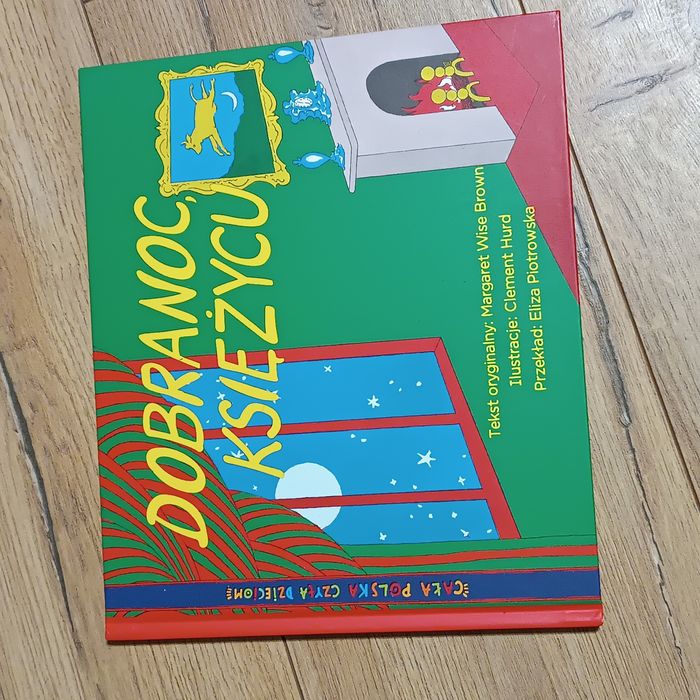 DOBRANOC,
KSIĘŻYCU
Tekst oryginalny: Margaret Wise Brown
Ilustracje: Clement Hurd
Przekład: Eliza Piotrowska
CAŁA POLSKA CZYTA DZIECIOM